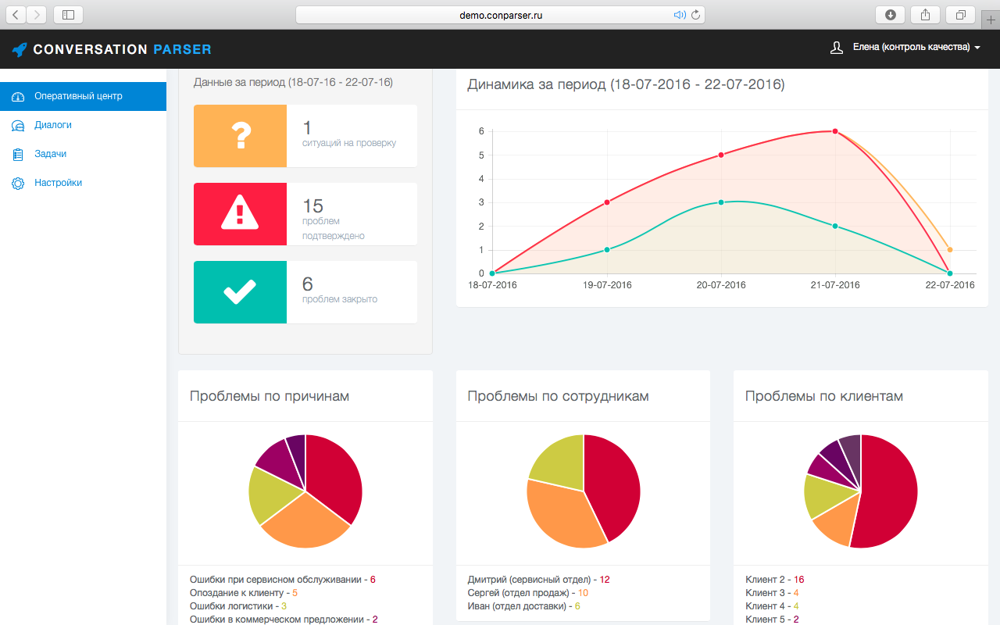 demo.conparser.ru
CONVERSATION PARSER
Елена (контроль качества)
Оперативный центр
Диалоги
Задачи
Настройки
Данные за период (18-07-16 - 22-07-16)
1
ситуаций на проверку
15
проблем
подтверждено
6
проблем закрыто
Динамика за период (18-07-2016 - 22-07-2016)
6
5
4
3
2
1
0
18-07-2016 19-07-2016 20-07-2016 21-07-2016 22-07-2016
Проблемы по причинам
Ошибки при сервисном обслуживании - 6
Опоздание к клиенту - 5
Ошибки логистики - 3
Ошибки в коммерческом предложении - 2
Проблемы по сотрудникам
Дмитрий (сервисный отдел) - 12
Сергей (отдел продаж) - 10
Иван (отдел доставки) - 6
Проблемы по клиентам
Клиент 2 - 16
Клиент 3 - 4
Клиент 4 - 4
Клиент 5 - 2